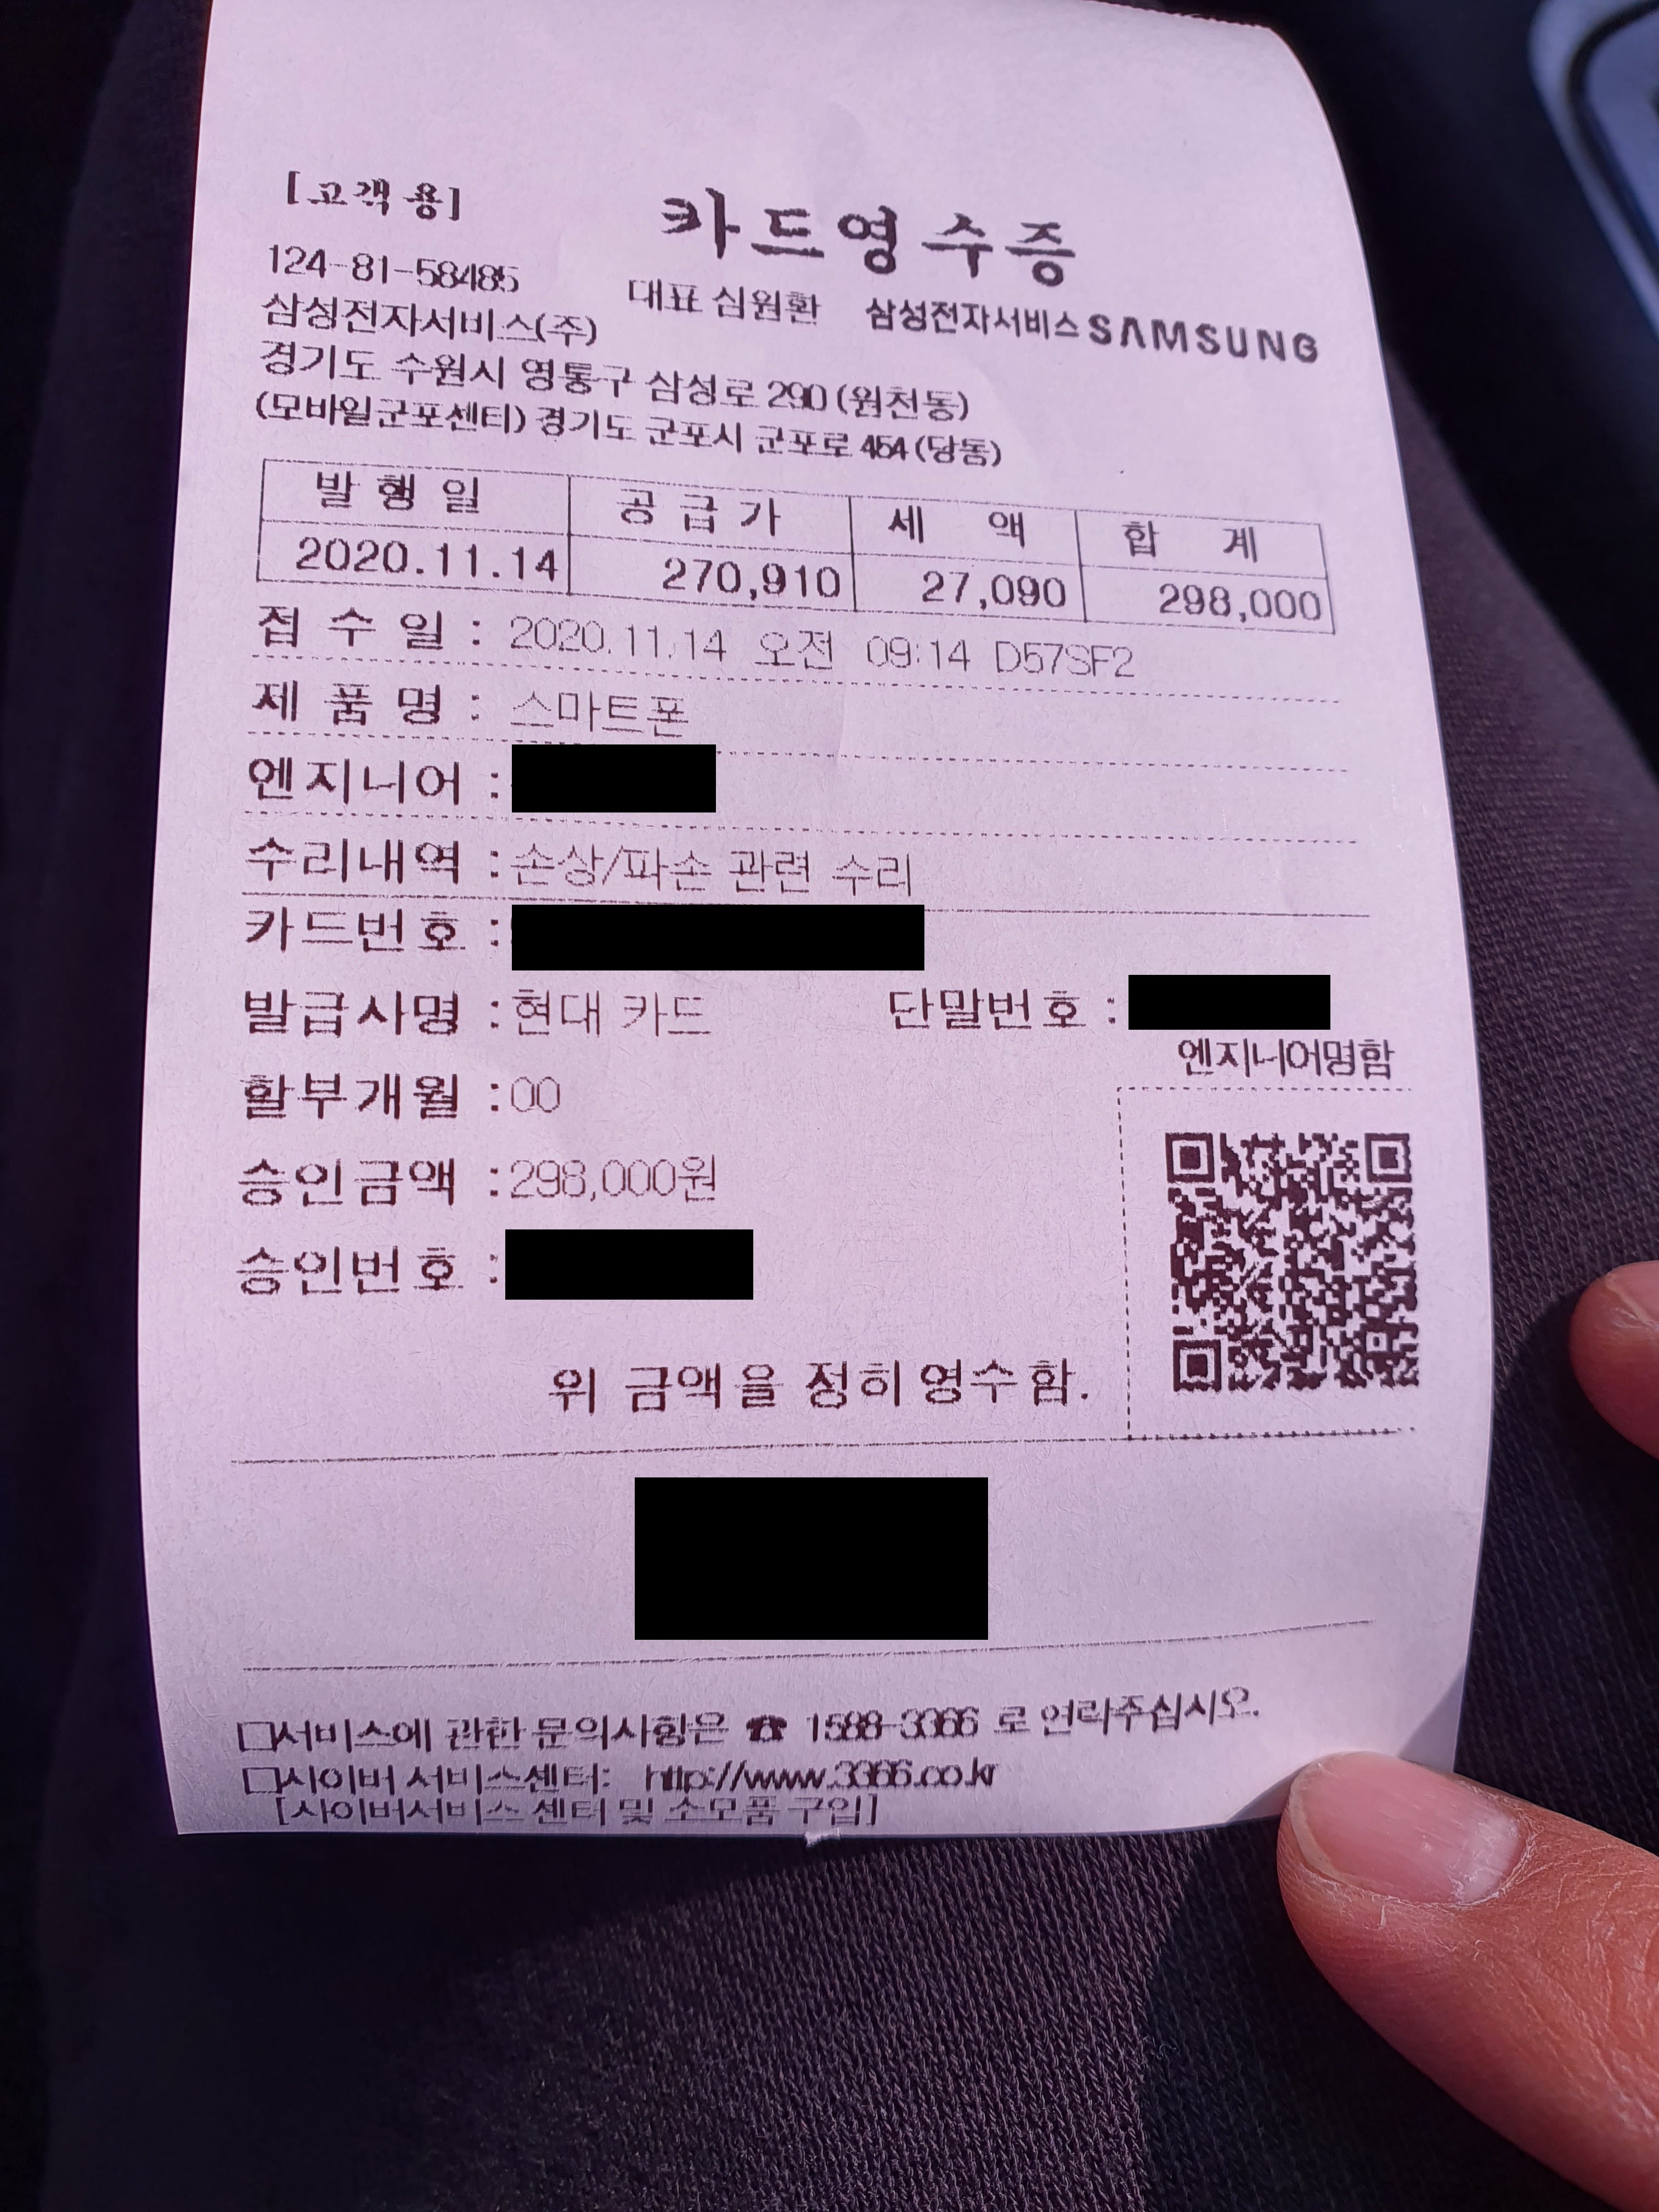 [고객용]
카드영수증
124-81-58485
대표 심원환 삼성전자서비스 SAMSUNG
삼성전자서비스(주)
경기도 수원시 영통구 삼성로 290 (원천동)
(모바일군포센터) 경기도 군포시 군포로 464 (당동)
발행일 공급가 세액 합계
2020.11.14 270,910 27,090 298,000
접수일 : 2020.11.14 오전 09:14 D57SF2
제품명 : 스마트폰
엔지니어 :
수리내역 : 손상/파손 관련 수리
카드번호 :
발급사명 : 현대 카드 단말번호 :
엔지니어명함
할부개월 : 00
승인금액 : 298,000원
승인번호 :
위 금액을 정히 영수함.
□서비스에 관한 문의사항은 ☎ 1588-3366 로 연락주십시오.
□사이버 서비스센터: http://www.3366.co.kr
[사이버서비스 센터 및 소모품 구입]